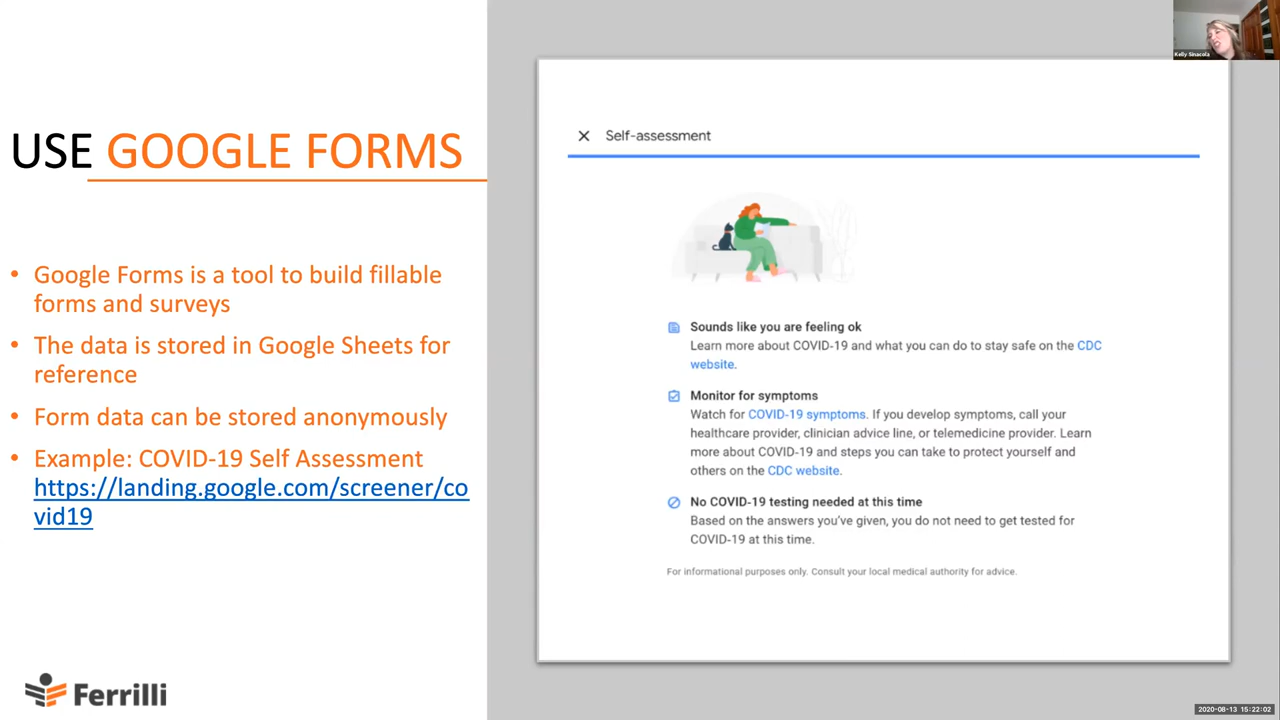 USE GOOGLE FORMS
• Google Forms is a tool to build fillable
forms and surveys
• The data is stored in Google Sheets for
reference
• Form data can be stored anonymously
• Example: COVID-19 Self Assessment
https://landing.google.com/screener/co
vid19
Ferrilli
Self-assessment
Sounds like you are feeling ok
Learn more about COVID-19 and what you can do to stay safe on the CDC
website.
Monitor for symptoms
Watch for COVID-19 symptoms. If you develop symptoms, call your
healthcare provider, clinician advice line, or telemedicine provider. Learn
more about COVID-19 and steps you can take to protect yourself and
others on the CDC website.
No COVID-19 testing needed at this time
Based on the answers you've given, you do not need to get tested for
COVID-19 at this time.
For informational purposes only. Consult your local medical authority for advice.
Kelly Sinacola
2020-08-13 15:22:02